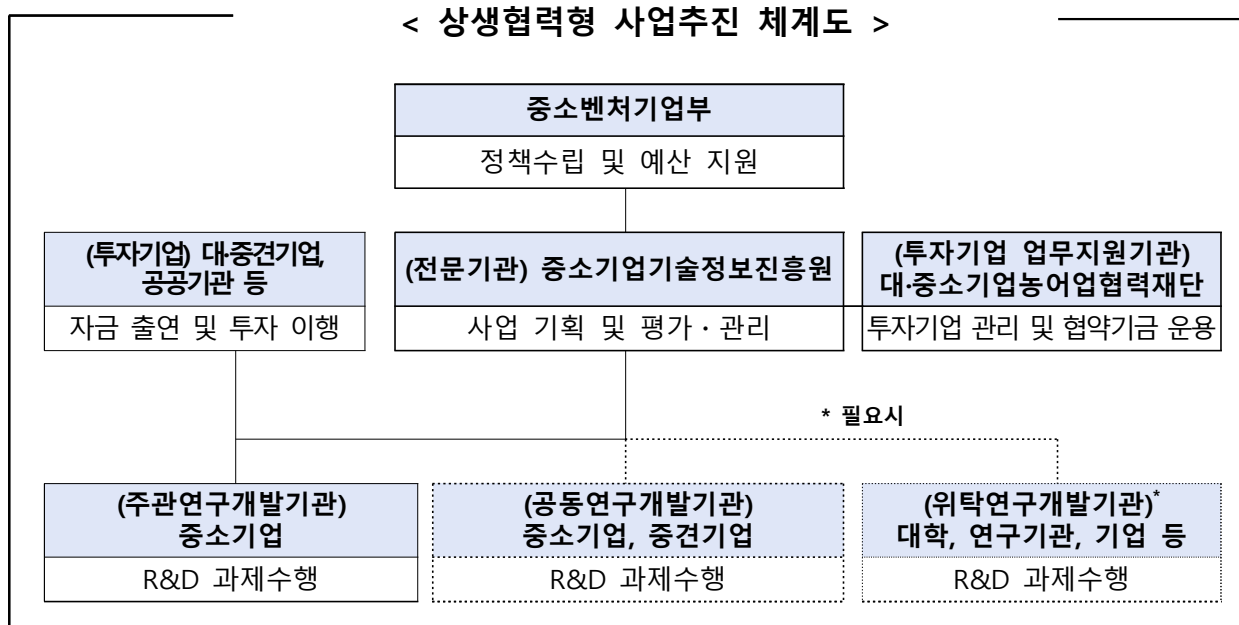 < 상생협력형 사업추진 체계도 >
중소벤처기업부
정책수립 및 예산 지원
(투자기업) 대·중견기업,
공공기관 등
자금 출연 및 투자 이행
(전문기관) 중소기업기술정보진흥원
사업 기획 및 평가·관리
(투자기업 업무지원기관)
대·중소기업농어업협력재단
투자기업 관리 및 협약기금 운용
* 필요시
(주관연구개발기관)
중소기업
R&D 과제수행
(공동연구개발기관)
중소기업, 중견기업
R&D 과제수행
(위탁연구개발기관)*
대학, 연구기관, 기업 등
R&D 과제수행